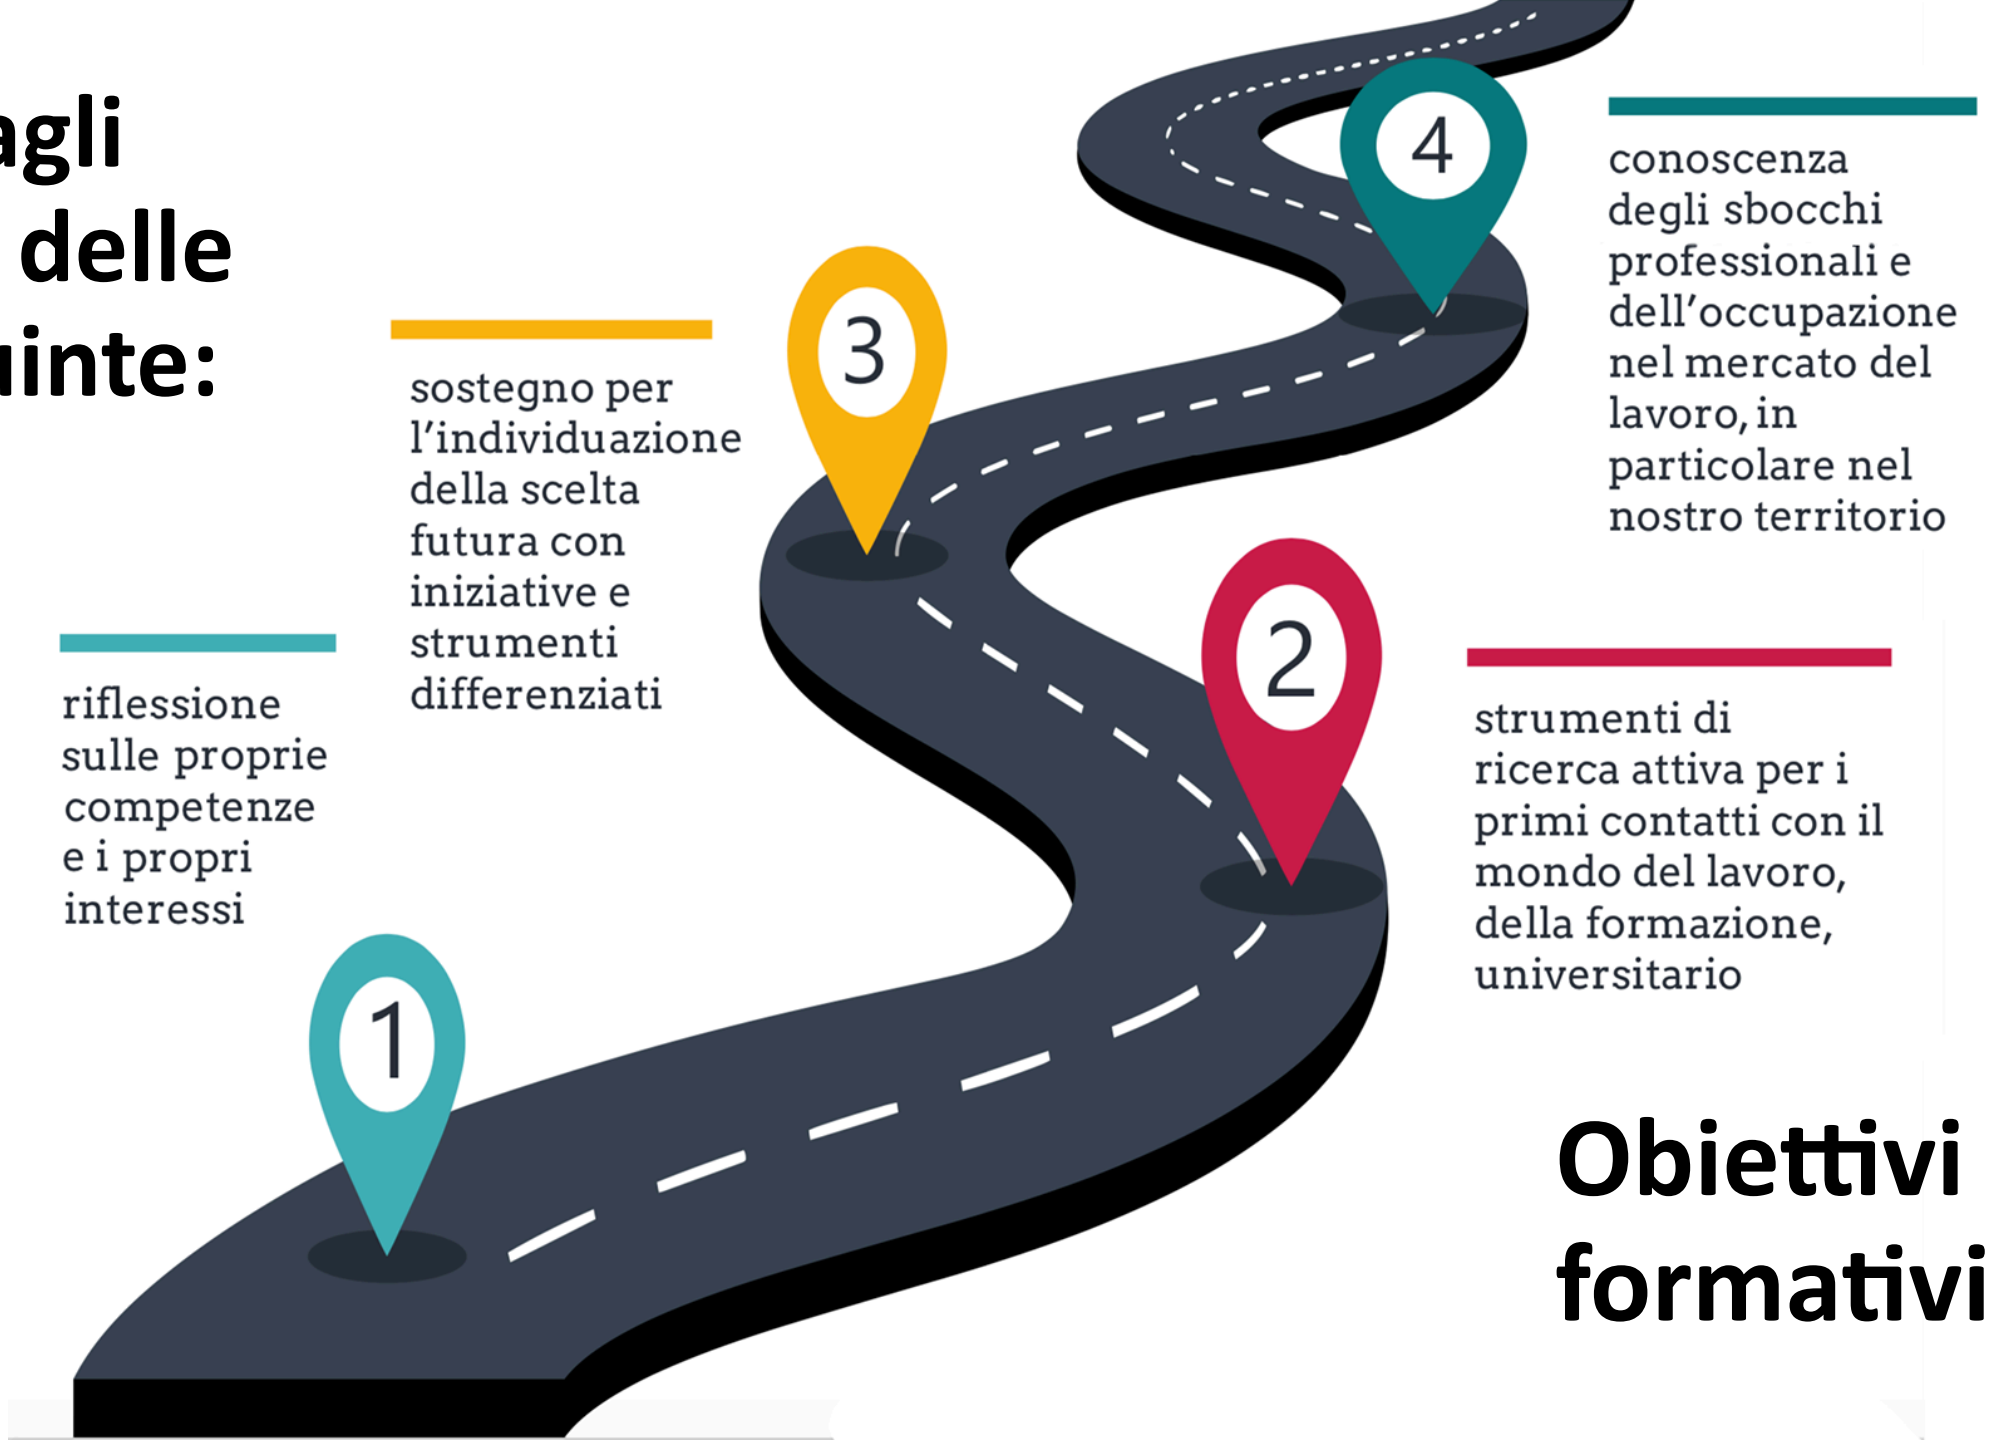 agli
delle
uinte:
4
conoscenza
degli sbocchi
professionali e
dell'occupazione
nel mercato del
lavoro, in
particolare nel
nostro territorio
3
sostegno per
l'individuazione
della scelta
futura con
iniziative e
strumenti
differenziati
2
strumenti di
ricerca attiva per i
primi contatti con il
mondo del lavoro,
della formazione,
universitario
riflessione
sulle proprie
competenze
e i propri
interessi
1
Obiettivi
formativi